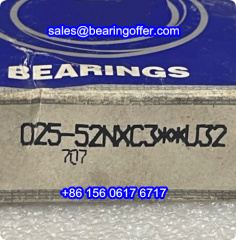 sales@bearingoffer.com
BEARINGS
025-52NXC3**U32
707
+86 156 0617 6717